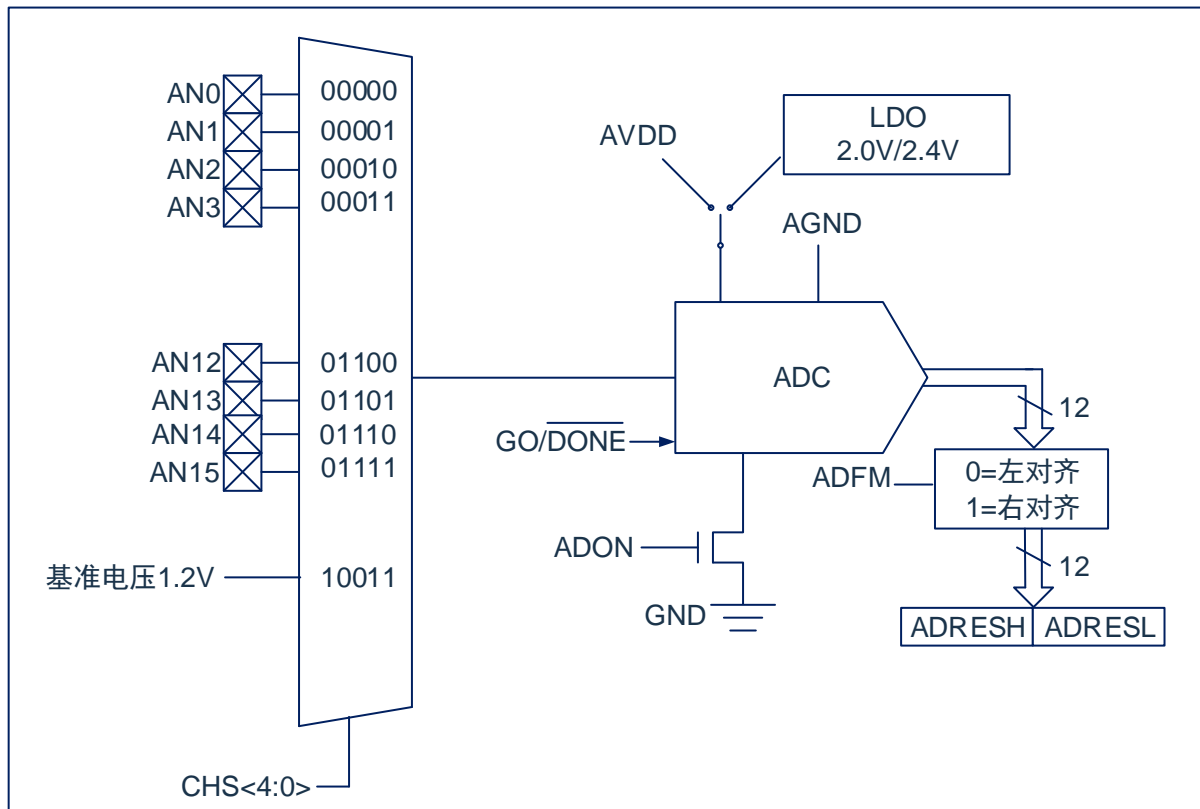 AN0
00000
AN1
00001
AN2
00010
AN3
00011
AN12
01100
AN13
01101
AN14
01110
AN15
01111
基准电压1.2V
10011
CHS<4:0>
AVDD
LDO
2.0V/2.4V
AGND
ADC
GO/DONE
12
ADFM
0=左对齐
1=右对齐
ADON
12
GND
ADRESH
ADRESL